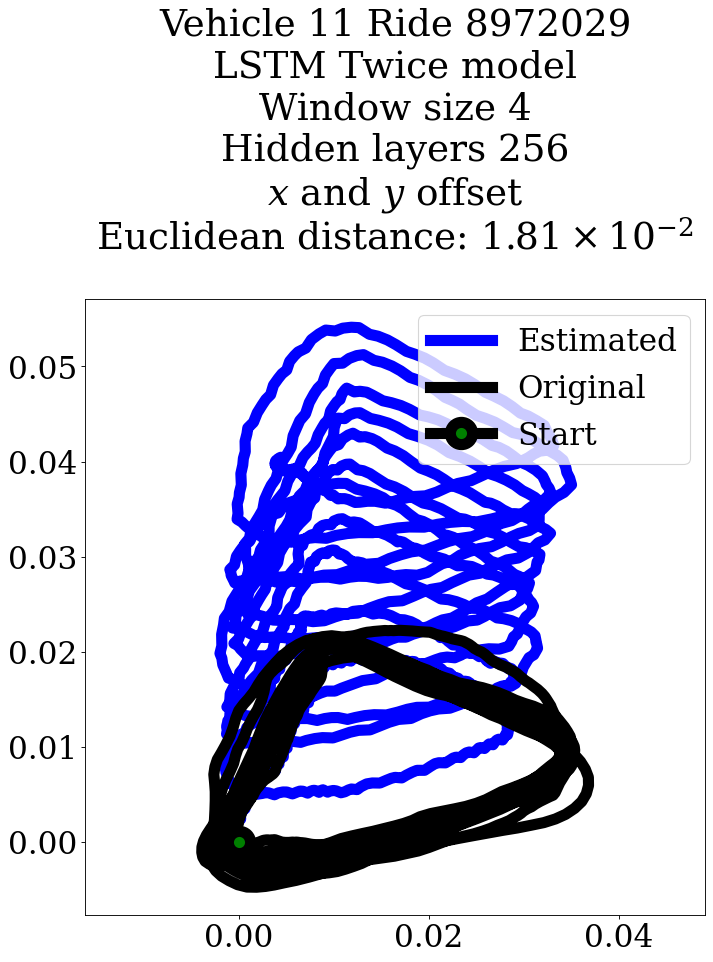 Vehicle 11 Ride 8972029
LSTM Twice model
Window size 4
Hidden layers 256
x and y offset
Euclidean distance: 1.81 × 10⁻²
Estimated
Original
Start
0.05
0.04
0.03
0.02
0.01
0.00
0.00 0.02 0.04